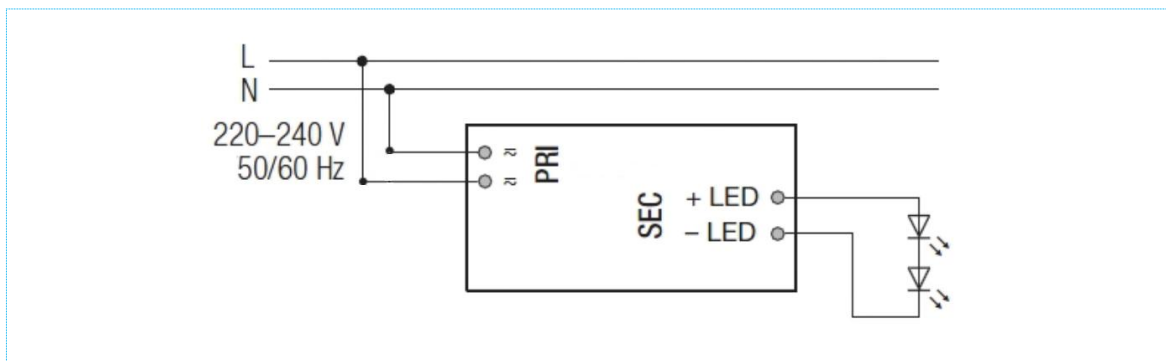 L
N
220–240 V
50/60 Hz
≂
≂
PRI
SEC
+ LED
– LED